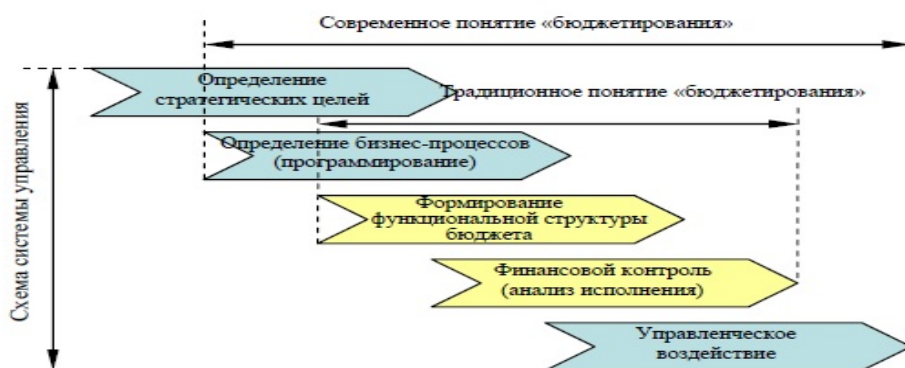 Современное понятие «бюджетирования»
Определение
стратегических целей
Традиционное понятие «бюджетирования»
Определение бизнес-процессов
(программирование)
Формирование
функциональной структуры
бюджета
Финансовой контроль
(анализ исполнения)
Управленческое
воздействие
Схема системы управления